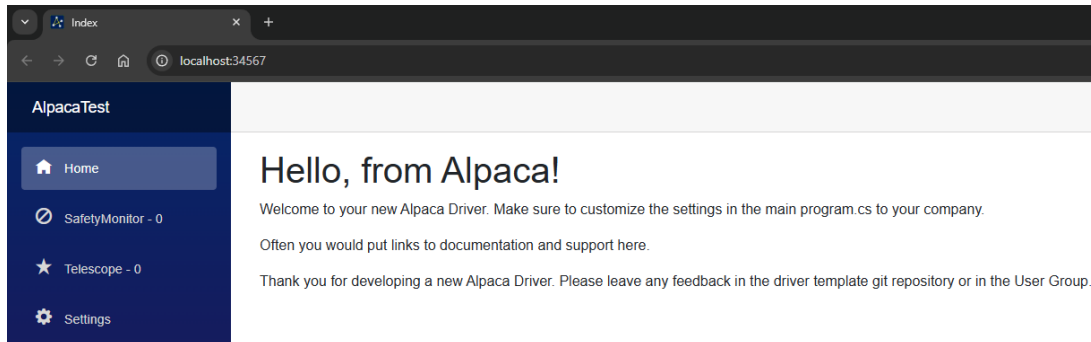 Index
localhost:34567
AlpacaTest
Home
SafetyMonitor - 0
Telescope - 0
Settings
Hello, from Alpaca!
Welcome to your new Alpaca Driver. Make sure to customize the settings in the main program.cs to your company.
Often you would put links to documentation and support here.
Thank you for developing a new Alpaca Driver. Please leave any feedback in the driver template git repository or in the User Group.